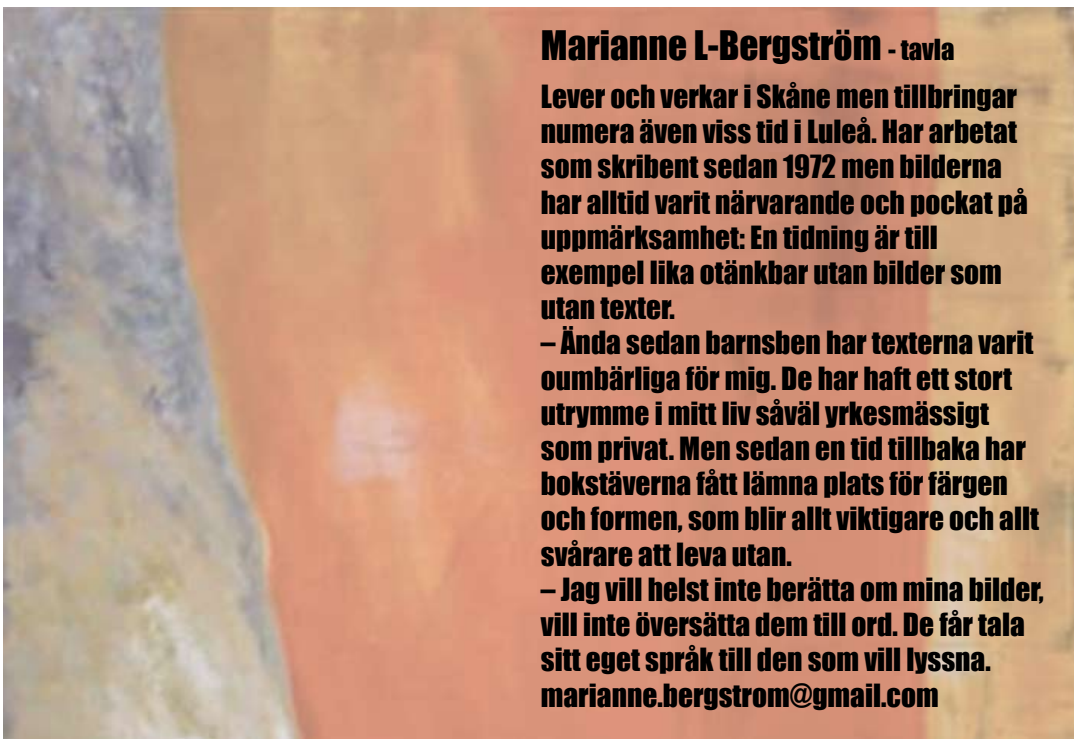 Marianne L-Bergström - tavla
Lever och verkar i Skåne men tillbringar
numera även viss tid i Luleå. Har arbetat
som skribent sedan 1972 men bilderna
har alltid varit närvarande och pockat på
uppmärksamhet: En tidning är till
exempel lika otänkbar utan bilder som
utan texter.
– Ända sedan barnsben har texterna varit
oumbärliga för mig. De har haft ett stort
utrymme i mitt liv såväl yrkesmässigt
som privat. Men sedan en tid tillbaka har
bokstäverna fått lämna plats för färgen
och formen, som blir allt viktigare och allt
svårare att leva utan.
– Jag vill helst inte berätta om mina bilder,
vill inte översätta dem till ord. De får tala
sitt eget språk till den som vill lyssna.
marianne.bergstrom@gmail.com